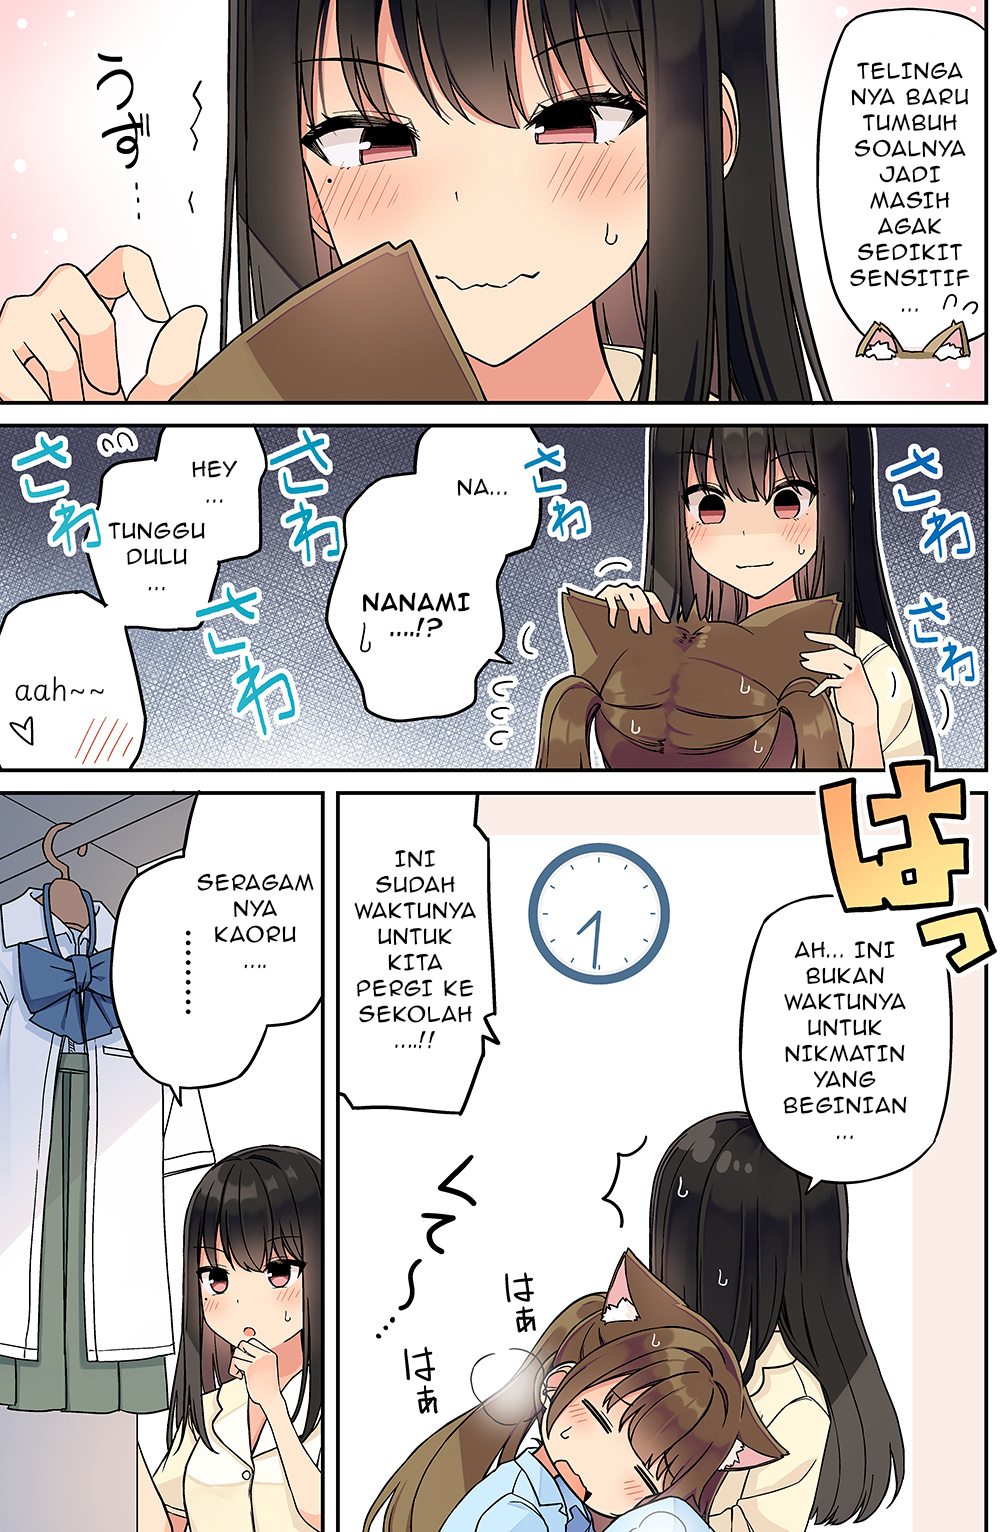 TELINGA
NYA BARU
TUMBUH
SOALNYA
JADI
MASIH
AGAK
SEDIKIT
SENSITIF
...
うず…
さわ
さわ
NA...
NANAMI
....!?
さわ
さわ
HEY
...
TUNGGU
DULU
...
さわ
さわ
aah~~
♡
はっ
AH... INI
BUKAN
WAKTUNYA
UNTUK
NIKMATIN
YANG
BEGINIAN
...
INI
SUDAH
WAKTUNYA
UNTUK
KITA
PERGI KE
SEKOLAH
....!!
くて〜…
はぁ
はぁ
SERAGAM
NYA
KAORU
....
........